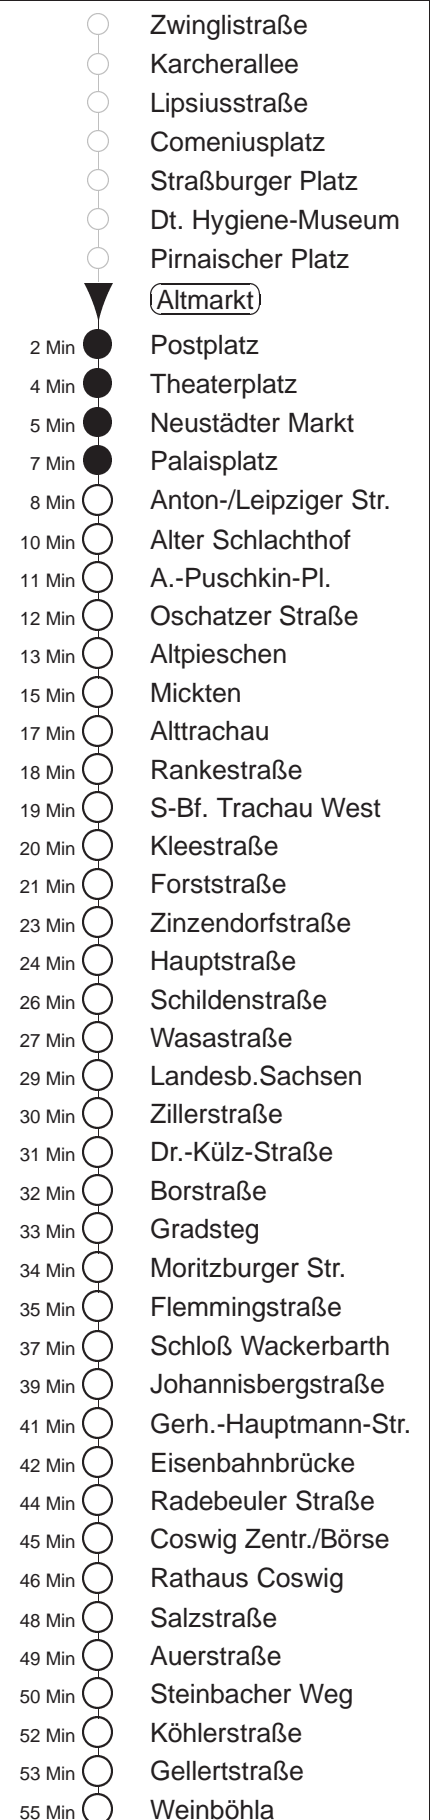 Zwinglistraße
Karcherallee
Lipsiusstraße
Comeniusplatz
Straßburger Platz
Dt. Hygiene-Museum
Pirnaischer Platz
Altmarkt
2 Min Postplatz
4 Min Theaterplatz
5 Min Neustädter Markt
7 Min Palaisplatz
8 Min Anton-/Leipziger Str.
10 Min Alter Schlachthof
11 Min A.-Puschkin-Pl.
12 Min Oschatzer Straße
13 Min Altpieschen
15 Min Mickten
17 Min Alttrachau
18 Min Rankestraße
19 Min S-Bf. Trachau West
20 Min Kleestraße
21 Min Forststraße
23 Min Zinzendorfstraße
24 Min Hauptstraße
26 Min Schildenstraße
27 Min Wasastraße
29 Min Landesb.Sachsen
30 Min Zillerstraße
31 Min Dr.-Külz-Straße
32 Min Borstraße
33 Min Gradsteg
34 Min Moritzburger Str.
35 Min Flemmingstraße
37 Min Schloß Wackerbarth
39 Min Johannisbergstraße
41 Min Gerh.-Hauptmann-Str.
42 Min Eisenbahnbrücke
44 Min Radebeuler Straße
45 Min Coswig Zentr./Börse
46 Min Rathaus Coswig
48 Min Salzstraße
49 Min Auerstraße
50 Min Steinbacher Weg
52 Min Köhlerstraße
53 Min Gellertstraße
55 Min Weinböhla